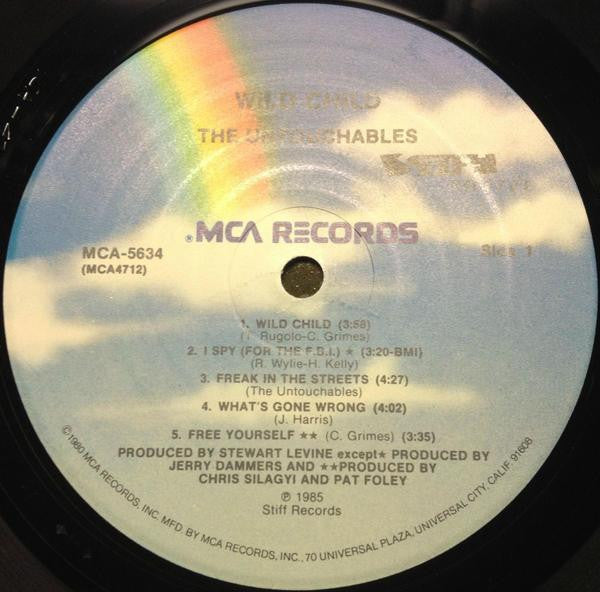 WILD CHILD
THE UNTOUCHABLES
STIFF
® MCA RECORDS
MCA-5634
(MCA4712)
Side 1
1. WILD CHILD (3:58)
(T. Rugolo-C. Grimes)
2. I SPY (FOR THE F.B.I.) ★ (3:20-BMI)
(R. Wylie-H. Kelly)
3. FREAK IN THE STREETS (4:27)
(The Untouchables)
4. WHAT'S GONE WRONG (4:02)
(J. Harris)
5. FREE YOURSELF ★★ (C. Grimes) (3:35)
PRODUCED BY STEWART LEVINE except★ PRODUCED BY
JERRY DAMMERS AND ★★PRODUCED BY
CHRIS SILAGYI AND PAT FOLEY
℗ 1985
Stiff Records
©1980 MCA RECORDS, INC. MFD. BY MCA RECORDS, INC., 70 UNIVERSAL PLAZA, UNIVERSAL CITY, CALIF. 91608